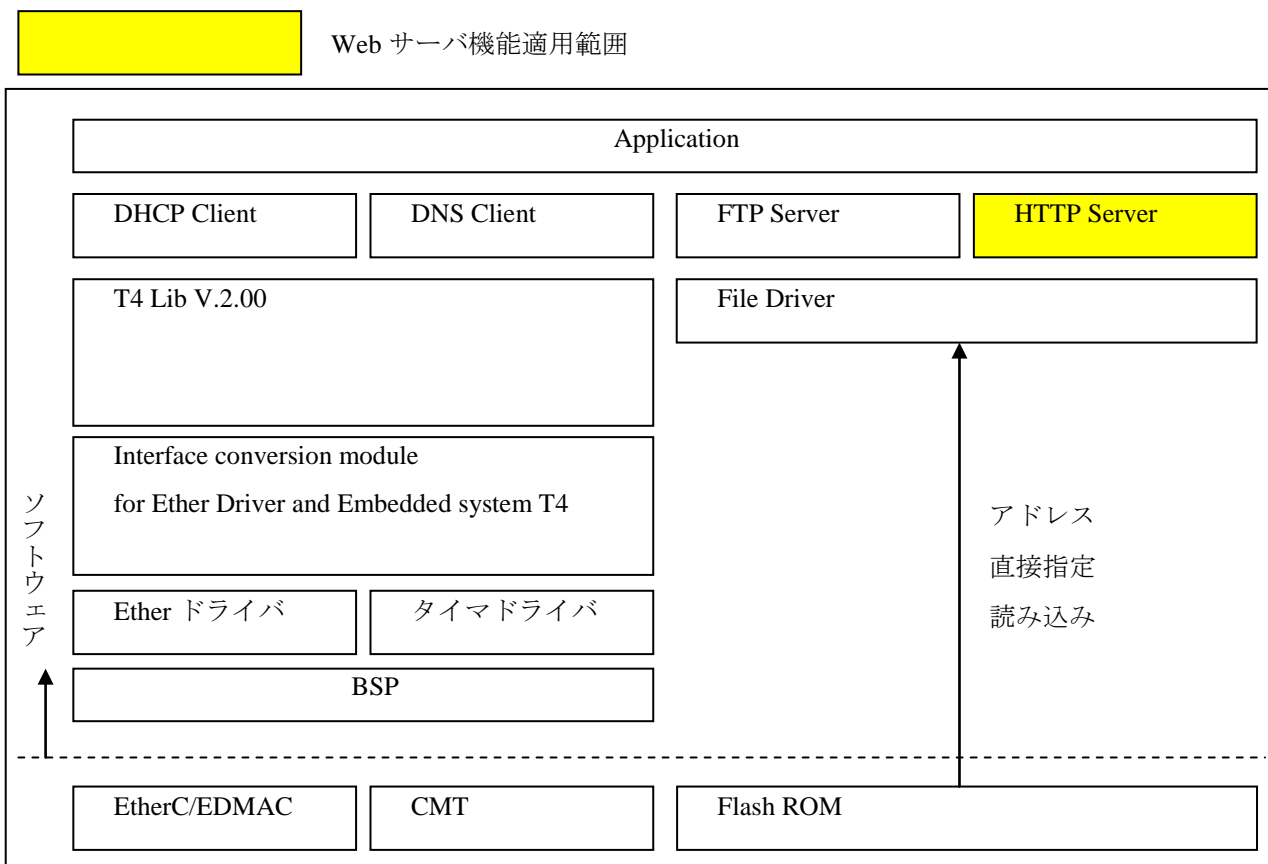 Web サーバ機能適用範囲
Application
DHCP Client
DNS Client
FTP Server
HTTP Server
T4 Lib V.2.00
File Driver
Interface conversion module
for Ether Driver and Embedded system T4
ソフトウェア
アドレス
直接指定
読み込み
Ether ドライバ
タイマドライバ
BSP
EtherC/EDMAC
CMT
Flash ROM